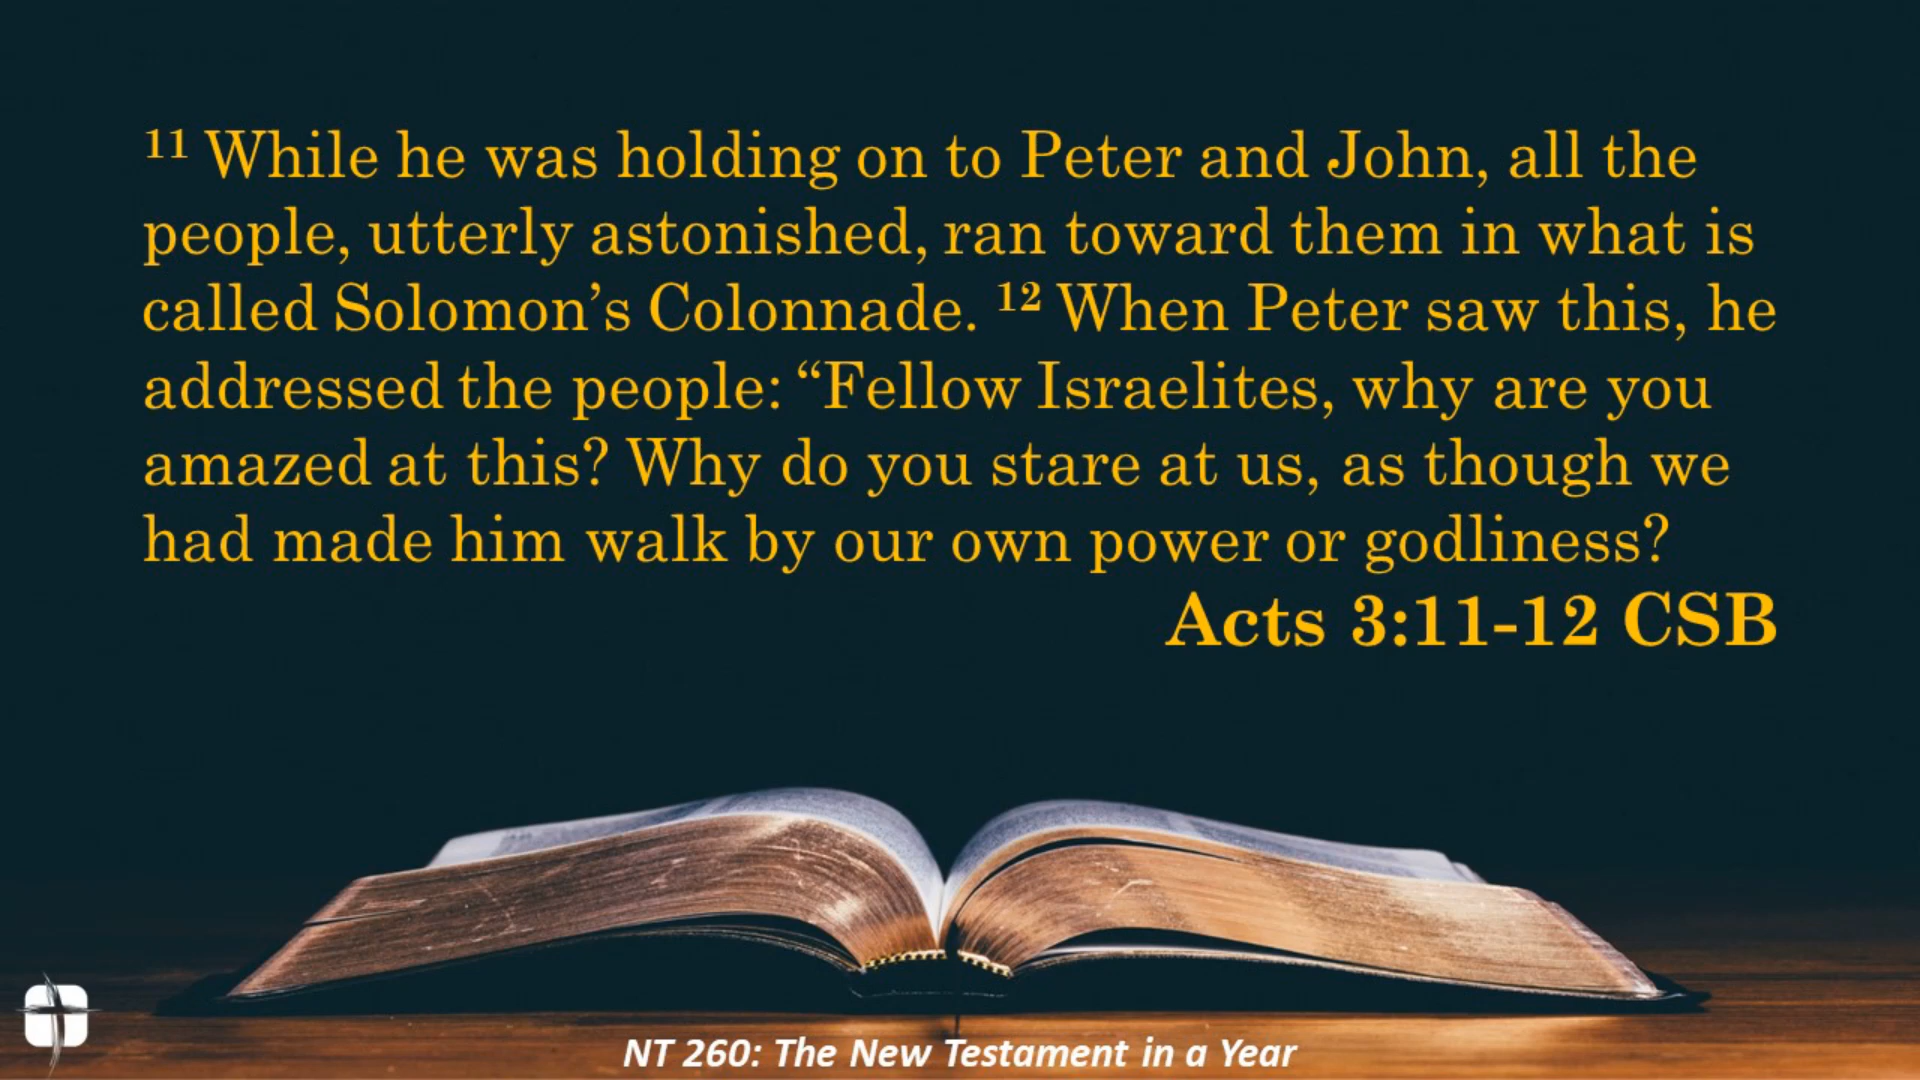 ¹¹ While he was holding on to Peter and John, all the
people, utterly astonished, ran toward them in what is
called Solomon’s Colonnade. ¹² When Peter saw this, he
addressed the people: “Fellow Israelites, why are you
amazed at this? Why do you stare at us, as though we
had made him walk by our own power or godliness?
Acts 3:11-12 CSB
NT 260: The New Testament in a Year